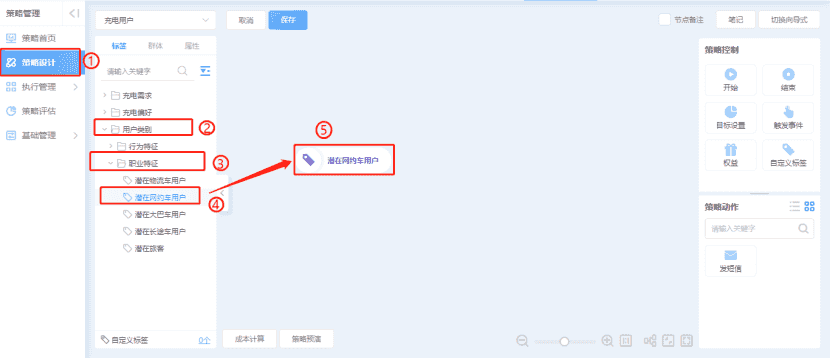 策略管理
策略首页
策略设计
执行管理
策略评估
基础管理
①
充电用户
标签
群体
属性
请输入关键字
充电需求
充电偏好
用户类别
②
行为特征
职业特征
③
潜在物流车用户
潜在网约车用户
④
潜在大巴车用户
潜在长途车用户
潜在旅客
自定义标签
0个
取消
保存
节点备注
笔记
切换向导式
⑤
潜在网约车用户
成本计算
策略预演
策略控制
开始
结束
目标设置
触发事件
权益
自定义标签
策略动作
请输入关键字
发短信